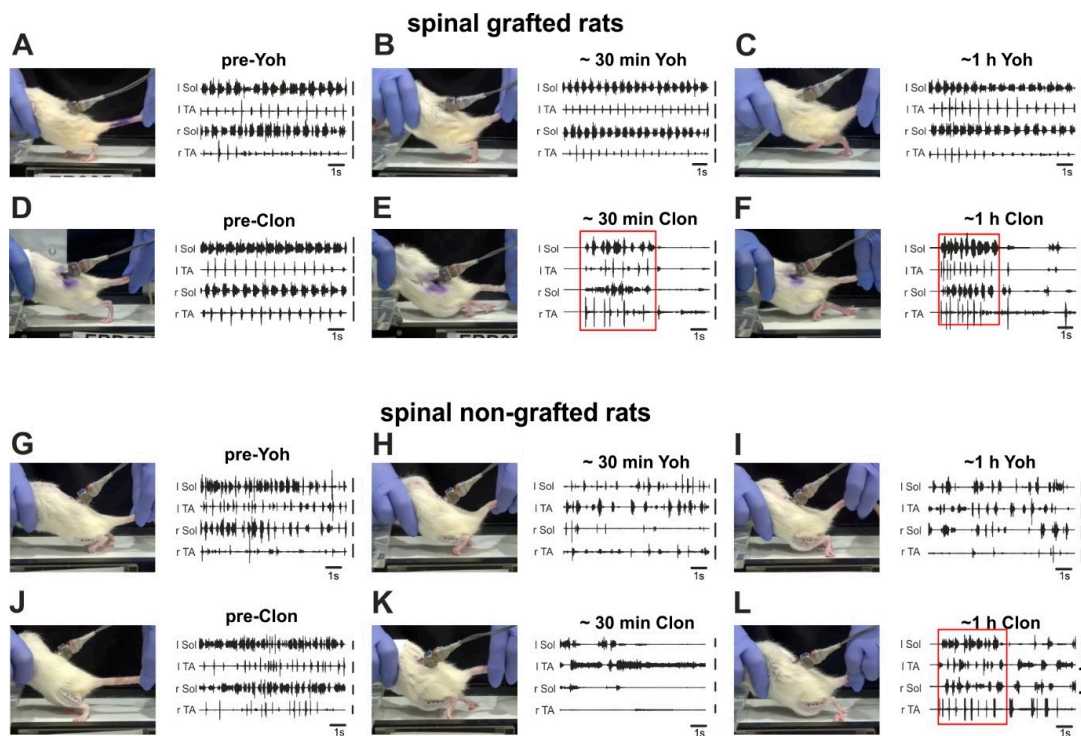 spinal grafted rats
A
pre-Yoh
l Sol
l TA
r Sol
r TA
1s
B
~ 30 min Yoh
l Sol
l TA
r Sol
r TA
1s
C
~1 h Yoh
l Sol
l TA
r Sol
r TA
1s
D
pre-Clon
l Sol
l TA
r Sol
r TA
1s
E
~ 30 min Clon
l Sol
l TA
r Sol
r TA
1s
F
~1 h Clon
l Sol
l TA
r Sol
r TA
1s
spinal non-grafted rats
G
pre-Yoh
l Sol
l TA
r Sol
r TA
1s
H
~ 30 min Yoh
l Sol
l TA
r Sol
r TA
1s
I
~1 h Yoh
l Sol
l TA
r Sol
r TA
1s
J
pre-Clon
l Sol
l TA
r Sol
r TA
1s
K
~ 30 min Clon
l Sol
l TA
r Sol
r TA
1s
L
~1 h Clon
l Sol
l TA
r Sol
r TA
1s